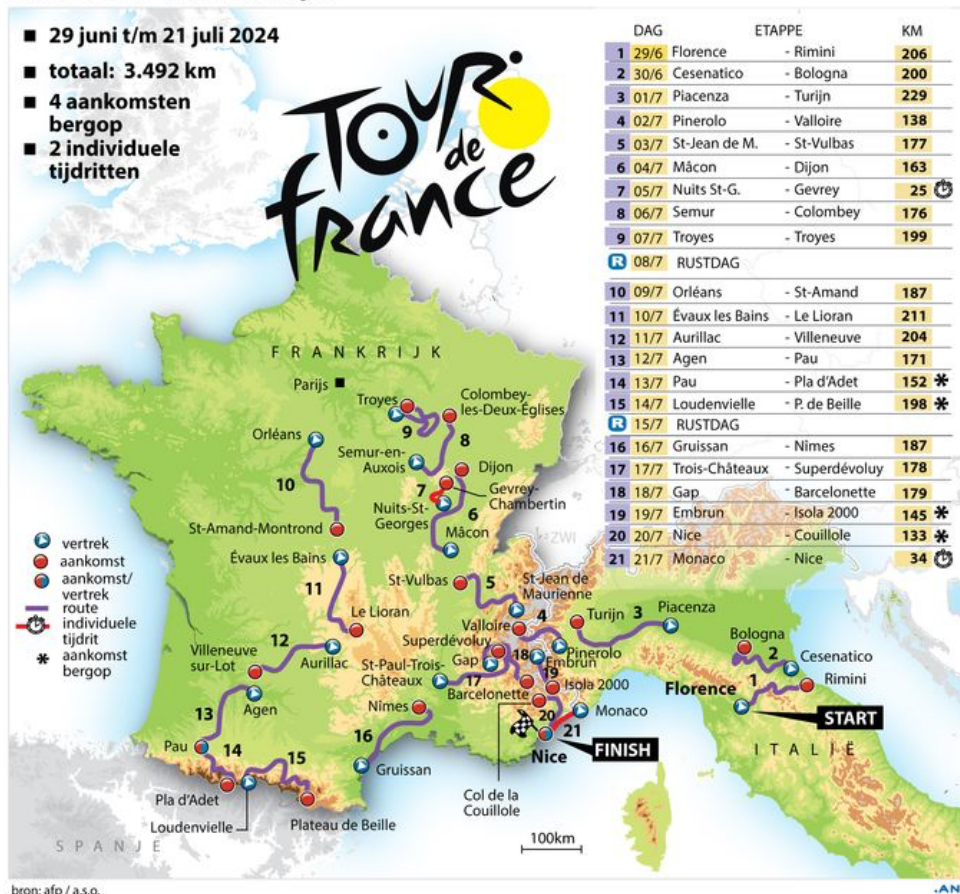 29 juni t/m 21 juli 2024
totaal: 3.492 km
4 aankomsten
bergop
2 individuele
tijdritten
TOUR
de
france
DAG ETAPPE KM
1 29/6 Florence - Rimini 206
2 30/6 Cesenatico - Bologna 200
3 01/7 Piacenza - Turijn 229
4 02/7 Pinerolo - Valloire 138
5 03/7 St-Jean de M. - St-Vulbas 177
6 04/7 Mâcon - Dijon 163
7 05/7 Nuits St-G. - Gevrey 25
8 06/7 Semur - Colombey 176
9 07/7 Troyes - Troyes 199
R 08/7 RUSTDAG
10 09/7 Orléans - St-Amand 187
11 10/7 Évaux les Bains - Le Lioran 211
12 11/7 Aurillac - Villeneuve 204
13 12/7 Agen - Pau 171
14 13/7 Pau - Pla d'Adet 152 *
15 14/7 Loudenvielle - P. de Beille 198 *
R 15/7 RUSTDAG
16 16/7 Gruissan - Nîmes 187
17 17/7 Trois-Châteaux - Superdévoluy 178
18 18/7 Gap - Barcelonette 179
19 19/7 Embrun - Isola 2000 145 *
20 20/7 Nice - Couillole 133 *
21 21/7 Monaco - Nice 34
FRANKRIJK
Parijs
Troyes
9
Colombey-
les-Deux-Églises
8
Orléans
Semur-en-
Auxois
Dijon
10
7
Gevrey-
Chambertin
Nuits-St-
Georges
6
St-Amand-Montrond
Mâcon
ZWI
Évaux les Bains
vertrek
aankomst
aankomst/
vertrek
route
individuele
tijdrit
* aankomst
bergop
11
St-Vulbas
5
St-Jean de
Maurienne
Le Lioran
4
Valloire
Turijn
3
Piacenza
12
Superdévoluy
Villeneuve
sur-Lot
Aurillac
Gap
18
Pinerolo
Embrun
Bologna
2
Cesenatico
St-Paul-Trois-
Châteaux
17
19
Isola 2000
Barcelonette
Florence
1
Rimini
Agen
Nîmes
13
20
Monaco
START
16
21
Pau
14
15
Nice
FINISH
ITALIË
Gruissan
Pla d'Adet
Loudenvielle
Plateau de Beille
Col de la
Couillole
100km
SPANJE
bron: afp / a.s.o.
.AN